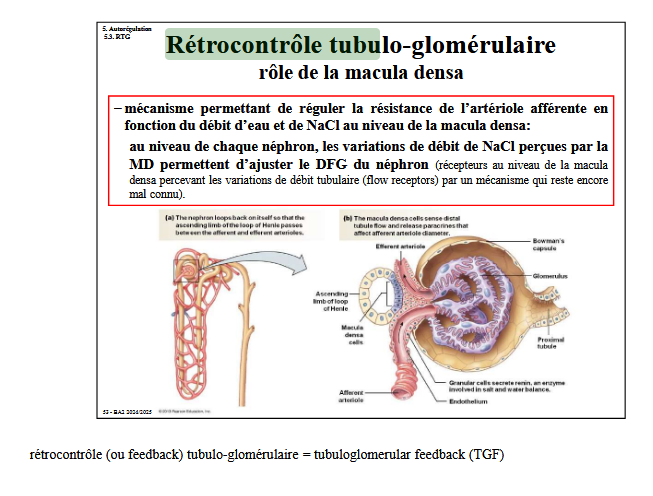 5. Autorégulation
5.3. RTG
Rétrocontrôle tubulo-glomérulaire
rôle de la macula densa
– mécanisme permettant de réguler la résistance de l'artériole afférente en
fonction du débit d'eau et de NaCl au niveau de la macula densa:
au niveau de chaque néphron, les variations de débit de NaCl perçues par la
MD permettent d'ajuster le DFG du néphron (récepteurs au niveau de la macula
densa percevant les variations de débit tubulaire (flow receptors) par un mécanisme qui reste encore
mal connu).
(a) The nephron loops back on itself so that the
ascending limb of the loop of Henle passes
between the afferent and efferent arterioles.
(b) The macula densa cells sense distal
tubule flow and release paracrines that
affect afferent arteriole diameter.
Efferent arteriole
Bowman's
capsule
Glomerulus
Ascending
limb of loop
of Henle
Macula
densa
cells
Proximal
tubule
Granular cells secrete renin, an enzyme
involved in salt and water balance.
Afferent
arteriole
Endothelium
53 - BA2 2024/2025
© 2013 Pearson Education, Inc.
rétrocontrôle (ou feedback) tubulo-glomérulaire = tubuloglomerular feedback (TGF)